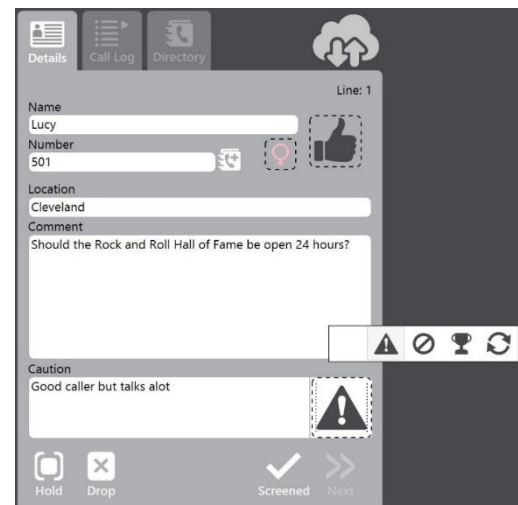 Details Call Log Directory
Line: 1
Name
Lucy
Number
501
Location
Cleveland
Comment
Should the Rock and Roll Hall of Fame be open 24 hours?
Caution
Good caller but talks alot
Hold Drop Screened Next